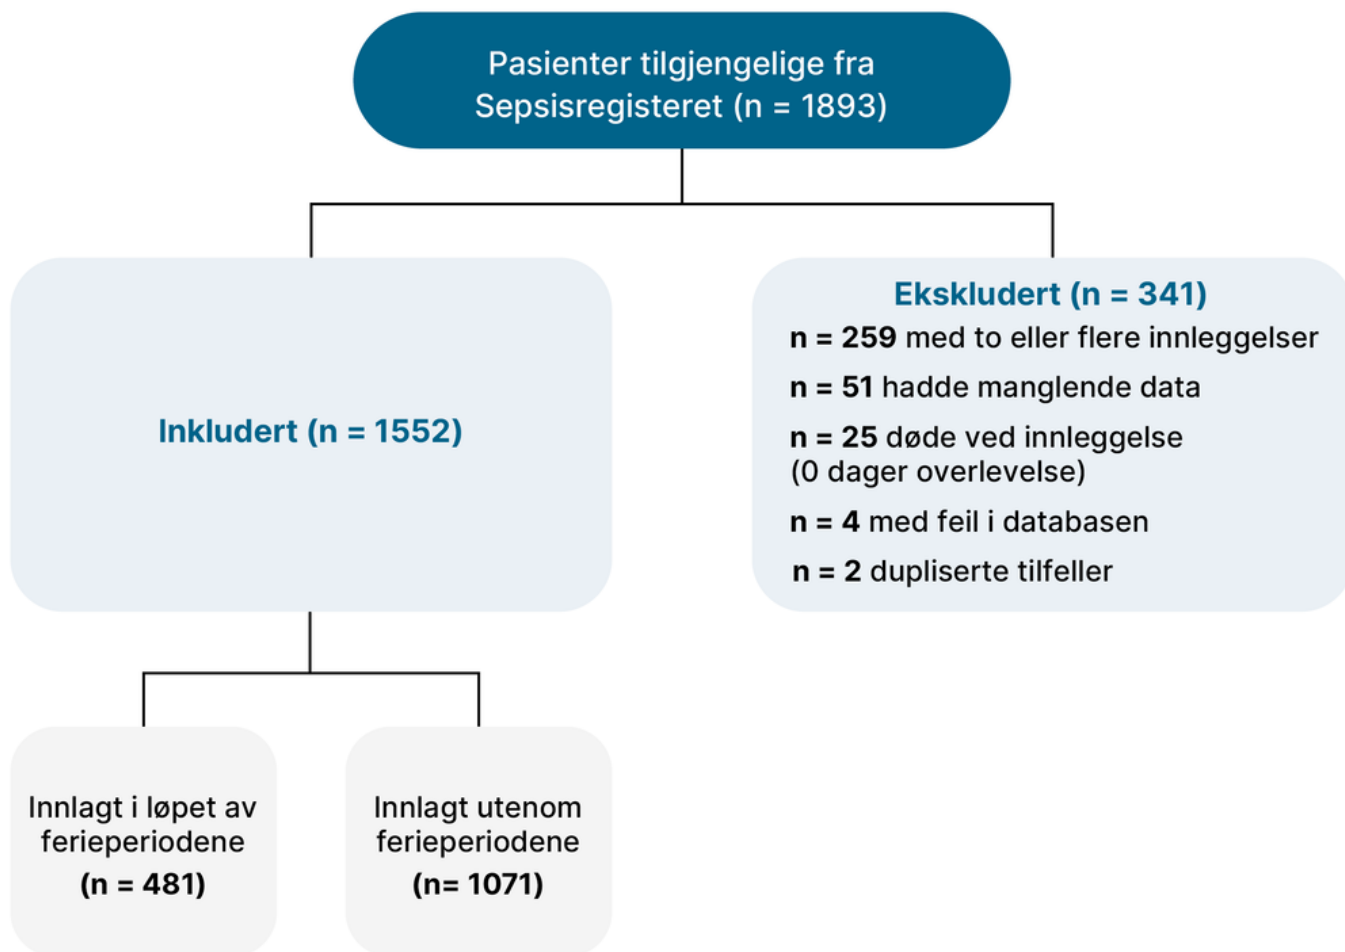 Pasienter tilgjengelige fra
Sepsisregisteret (n = 1893)
Inkludert (n = 1552)
Ekskludert (n = 341)
n = 259 med to eller flere innleggelser
n = 51 hadde manglende data
n = 25 døde ved innleggelse
(0 dager overlevelse)
n = 4 med feil i databasen
n = 2 dupliserte tilfeller
Innlagt i løpet av
ferieperiodene
(n = 481)
Innlagt utenom
ferieperiodene
(n= 1071)